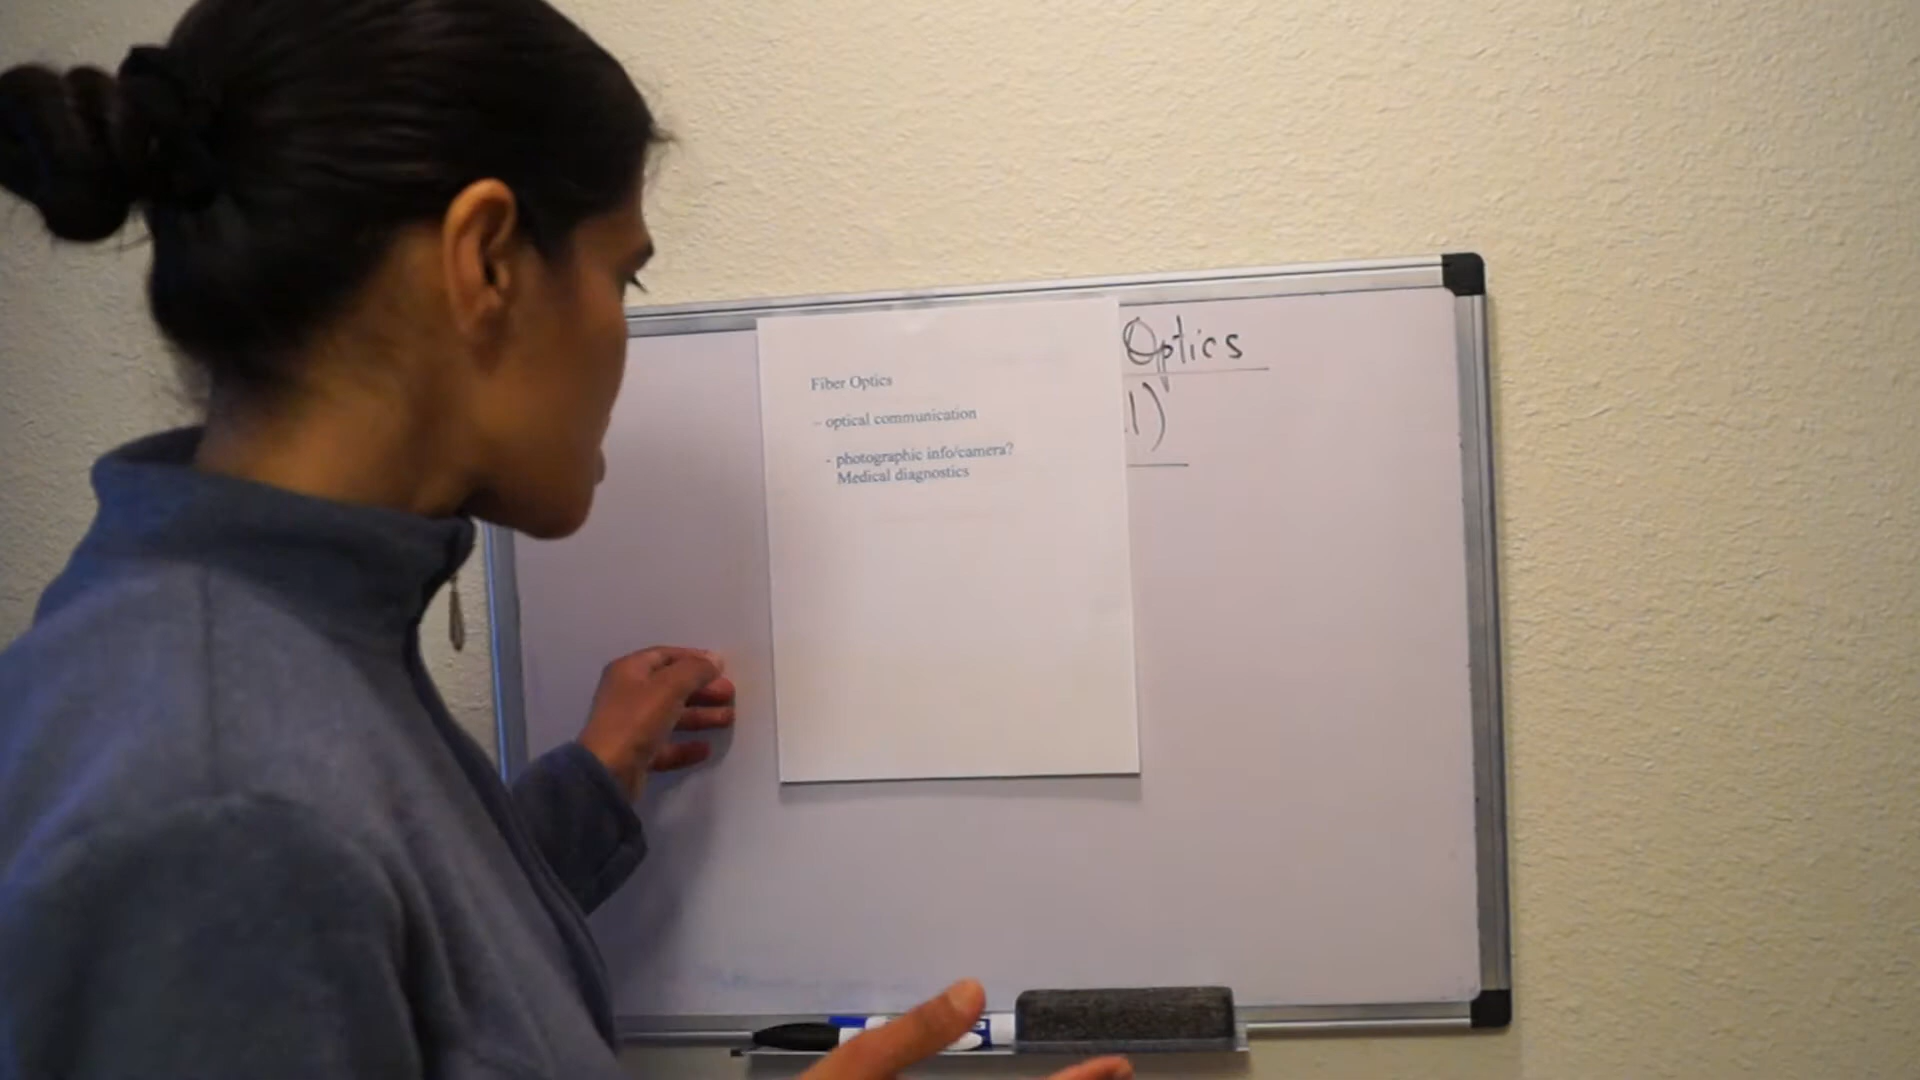 Optics
1)
Fiber Optics
- optical communication
- photographic info/camera?
Medical diagnostics